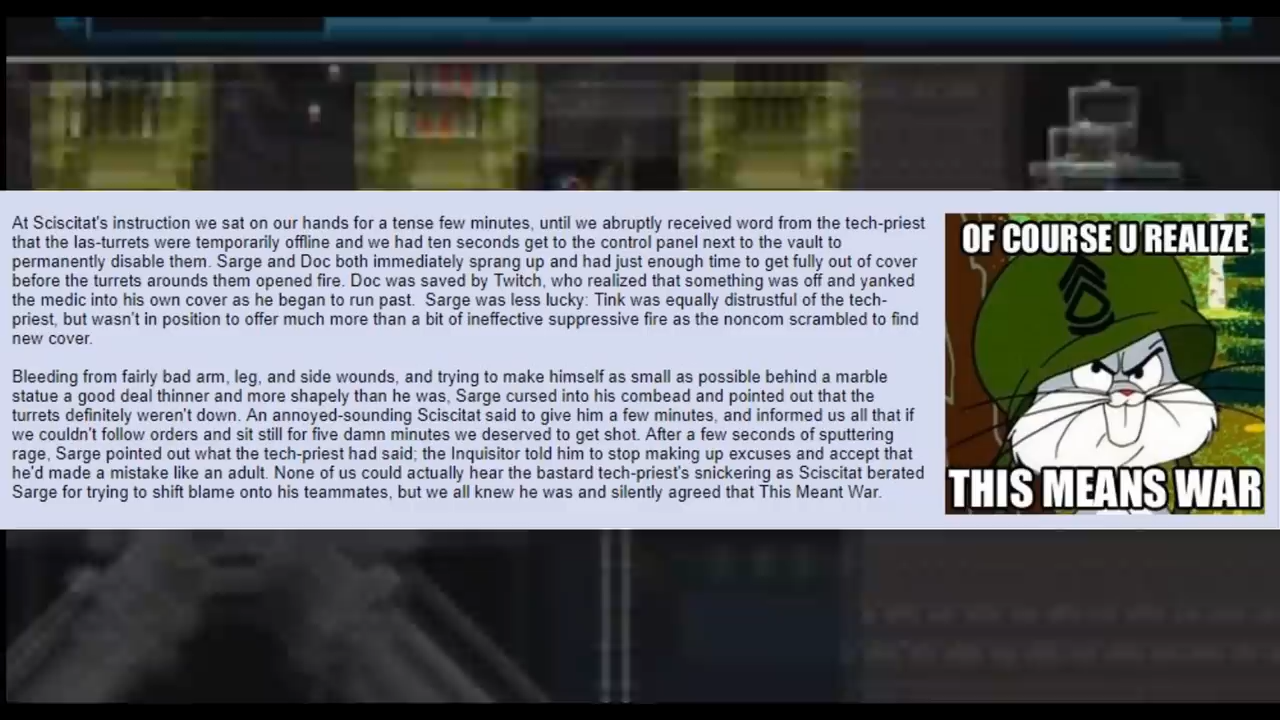 At Sciscitat's instruction we sat on our hands for a tense few minutes, until we abruptly received word from the tech-priest
that the las-turrets were temporarily offline and we had ten seconds get to the control panel next to the vault to
permanently disable them. Sarge and Doc both immediately sprang up and had just enough time to get fully out of cover
before the turrets arounds them opened fire. Doc was saved by Twitch, who realized that something was off and yanked
the medic into his own cover as he began to run past. Sarge was less lucky: Tink was equally distrustful of the tech-
priest, but wasn't in position to offer much more than a bit of ineffective suppressive fire as the noncom scrambled to find
new cover.
Bleeding from fairly bad arm, leg, and side wounds, and trying to make himself as small as possible behind a marble
statue a good deal thinner and more shapely than he was, Sarge cursed into his combead and pointed out that the
turrets definitely weren't down. An annoyed-sounding Sciscitat said to give him a few minutes, and informed us all that if
we couldn't follow orders and sit still for five damn minutes we deserved to get shot. After a few seconds of sputtering
rage, Sarge pointed out what the tech-priest had said; the Inquisitor told him to stop making up excuses and accept that
he'd made a mistake like an adult. None of us could actually hear the bastard tech-priest's snickering as Sciscitat berated
Sarge for trying to shift blame onto his teammates, but we all knew he was and silently agreed that This Meant War.
OF COURSE U REALIZE
THIS MEANS WAR